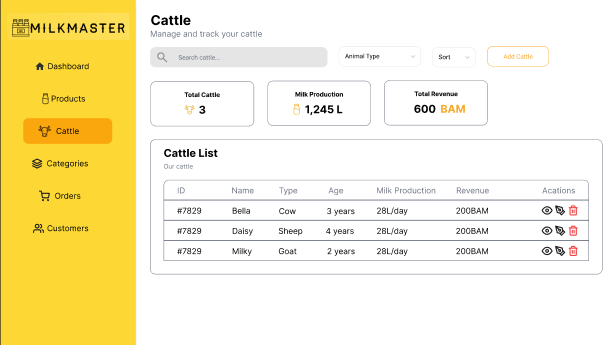 MILKMASTER
Dashboard
Products
Cattle
Categories
Orders
Customers
Cattle
Manage and track your cattle
Search cattle...
Animal Type
Sort
Add Cattle
Total Cattle
3
Milk Production
1,245 L
Total Revenue
600 BAM
Cattle List
Our cattle
ID Name Type Age Milk Production Revenue Acations
#7829 Bella Cow 3 years 28L/day 200BAM
#7829 Daisy Sheep 4 years 28L/day 200BAM
#7829 Milky Goat 2 years 28L/day 200BAM